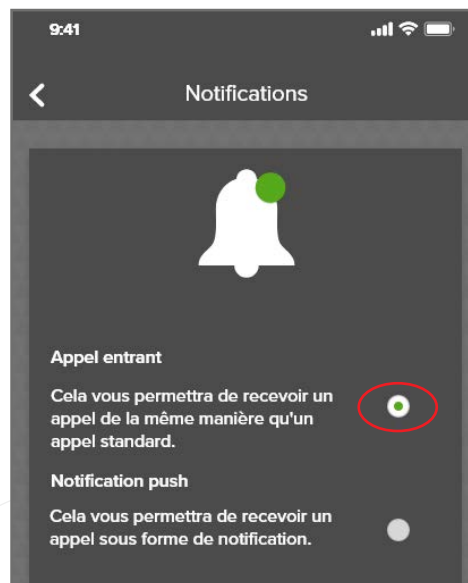 9:41
Notifications
Appel entrant
Cela vous permettra de recevoir un
appel de la même manière qu'un
appel standard.
Notification push
Cela vous permettra de recevoir un
appel sous forme de notification.